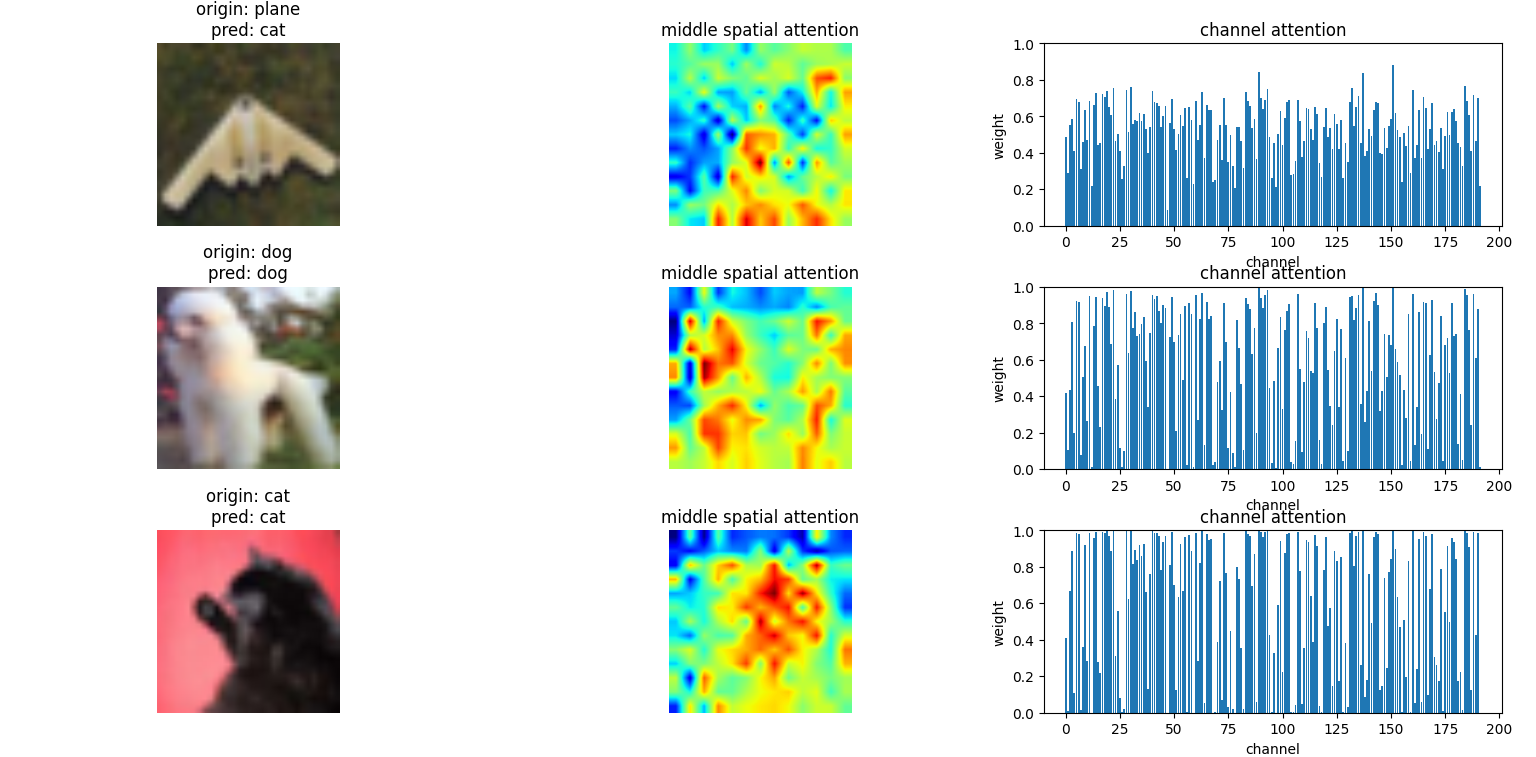 origin: plane
pred: cat
middle spatial attention
channel attention
1.0
0.8
0.6
0.4
0.2
0.0
weight
0 25 50 75 100 125 150 175 200
channel
origin: dog
pred: dog
middle spatial attention
channel attention
1.0
0.8
0.6
0.4
0.2
0.0
weight
0 25 50 75 100 125 150 175 200
channel
origin: cat
pred: cat
middle spatial attention
channel attention
1.0
0.8
0.6
0.4
0.2
0.0
weight
0 25 50 75 100 125 150 175 200
channel